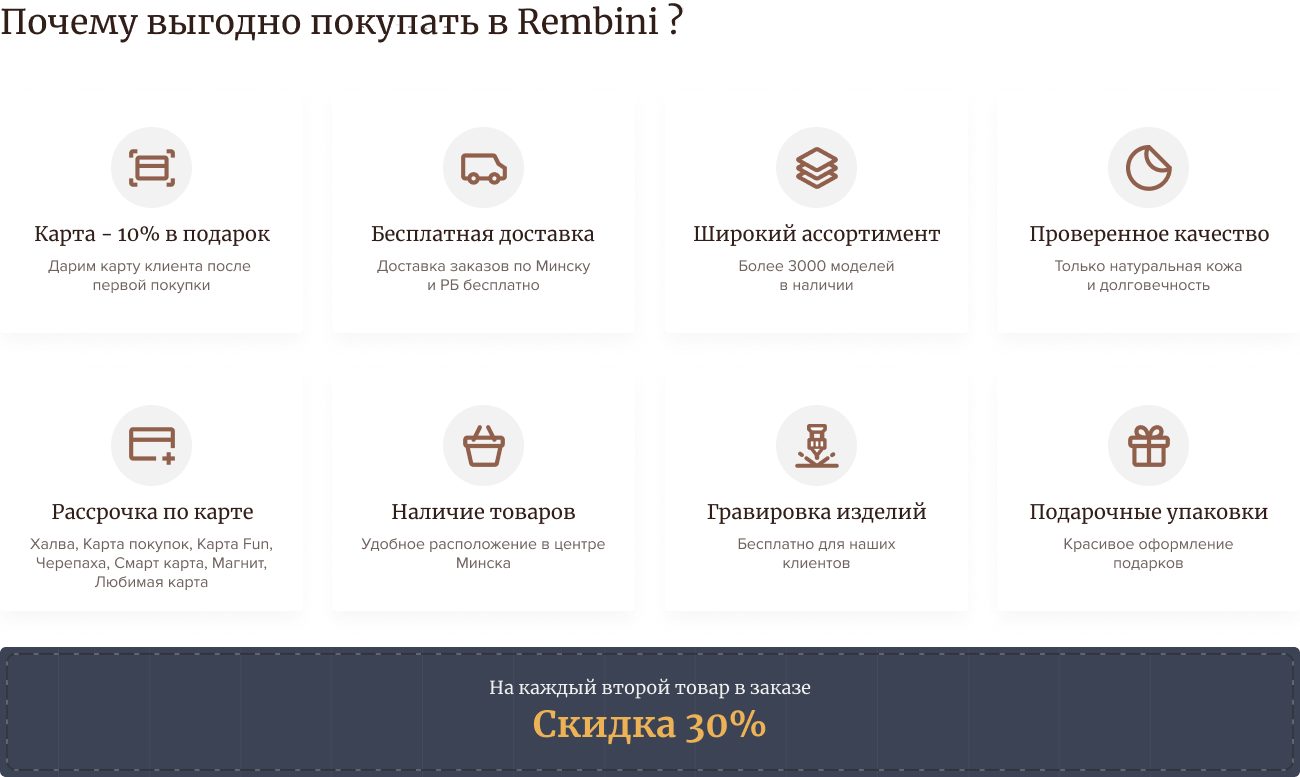 Почему выгодно покупать в Rembini ?
Карта - 10% в подарок
Дарим карту клиента после
первой покупки
Бесплатная доставка
Доставка заказов по Минску
и РБ бесплатно
Широкий ассортимент
Более 3000 моделей
в наличии
Проверенное качество
Только натуральная кожа
и долговечность
Рассрочка по карте
Халва, Карта покупок, Карта Fun,
Черепаха, Смарт карта, Магнит,
Любимая карта
Наличие товаров
Удобное расположение в центре
Минска
Гравировка изделий
Бесплатно для наших
клиентов
Подарочные упаковки
Красивое оформление
подарков
На каждый второй товар в заказе
Скидка 30%